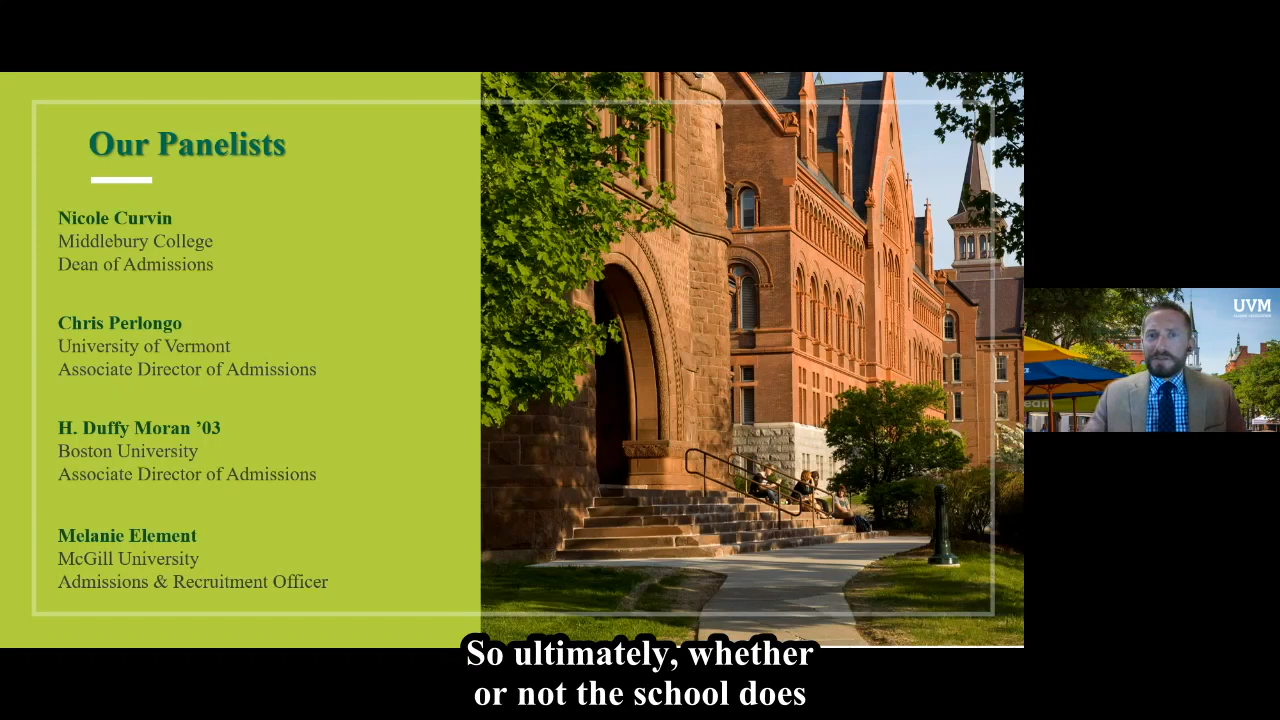 Our Panelists
Nicole Curvin
Middlebury College
Dean of Admissions
Chris Perlongo
University of Vermont
Associate Director of Admissions
H. Duffy Moran ’03
Boston University
Associate Director of Admissions
Melanie Element
McGill University
Admissions & Recruitment Officer
UVM
So ultimately, whether
or not the school does